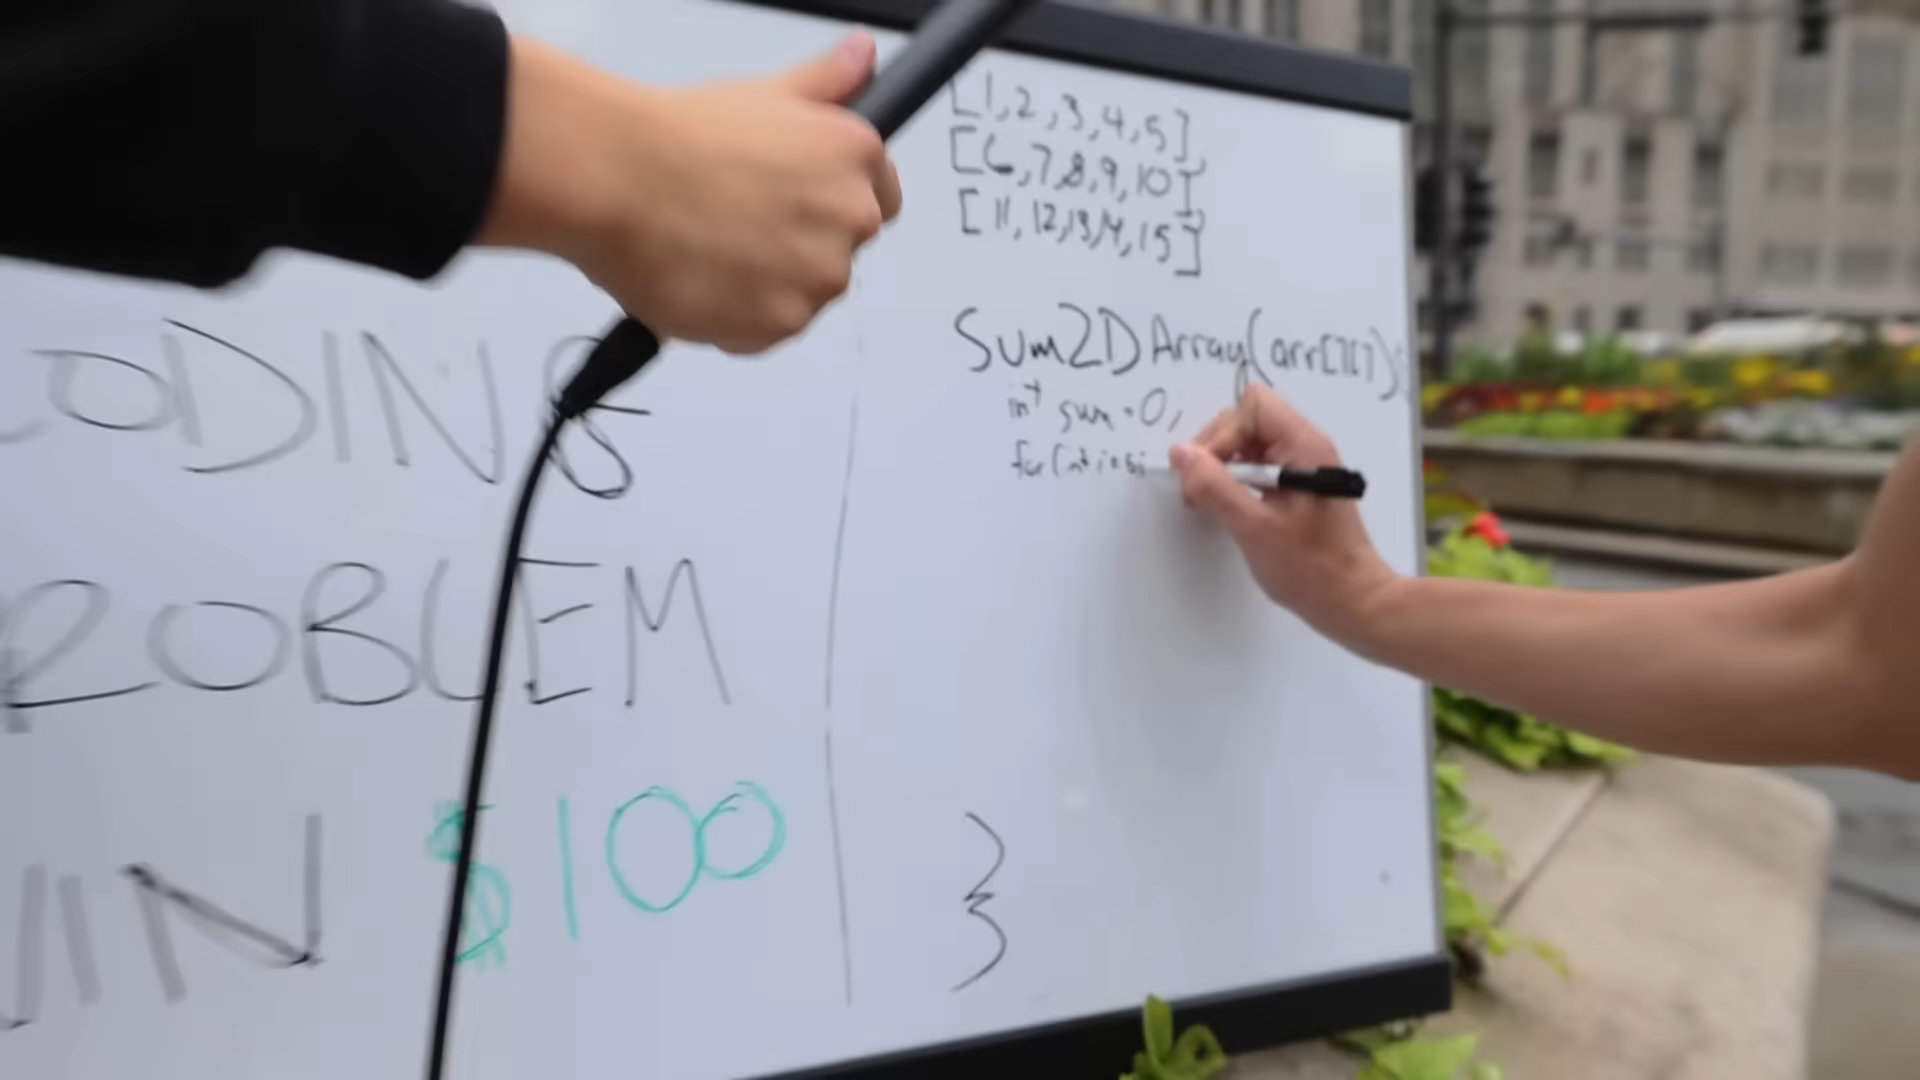 CODING
PROBLEM
WIN $100
[1,2,3,4,5]
[6,7,8,9,10],
[11,12,13,14,15]
Sum2DArray(arr[][]){
int sum = 0;
for (int i = 0;
}